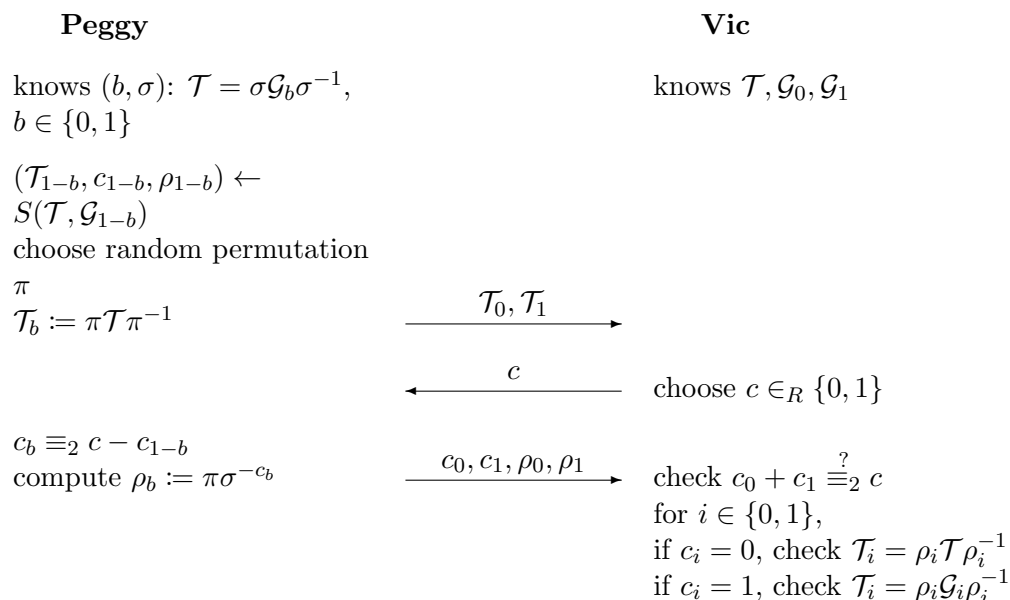 Peggy Vic
knows (b, σ): 𝒯 = σ𝒢_bσ^{−1}, knows 𝒯, 𝒢_0, 𝒢_1
b ∈ {0, 1}
(𝒯_{1−b}, c_{1−b}, ρ_{1−b}) ←
S(𝒯, 𝒢_{1−b})
choose random permutation
π
𝒯_b := π𝒯π^{−1} 𝒯_0, 𝒯_1
c choose c ∈_R {0, 1}
c_b ≡_2 c − c_{1−b}
compute ρ_b := πσ^{−c_b} c_0, c_1, ρ_0, ρ_1 check c_0 + c_1 ≡^?_2 c
for i ∈ {0, 1},
if c_i = 0, check 𝒯_i = ρ_i𝒯ρ_i^{−1}
if c_i = 1, check 𝒯_i = ρ_i𝒢_iρ_i^{−1}